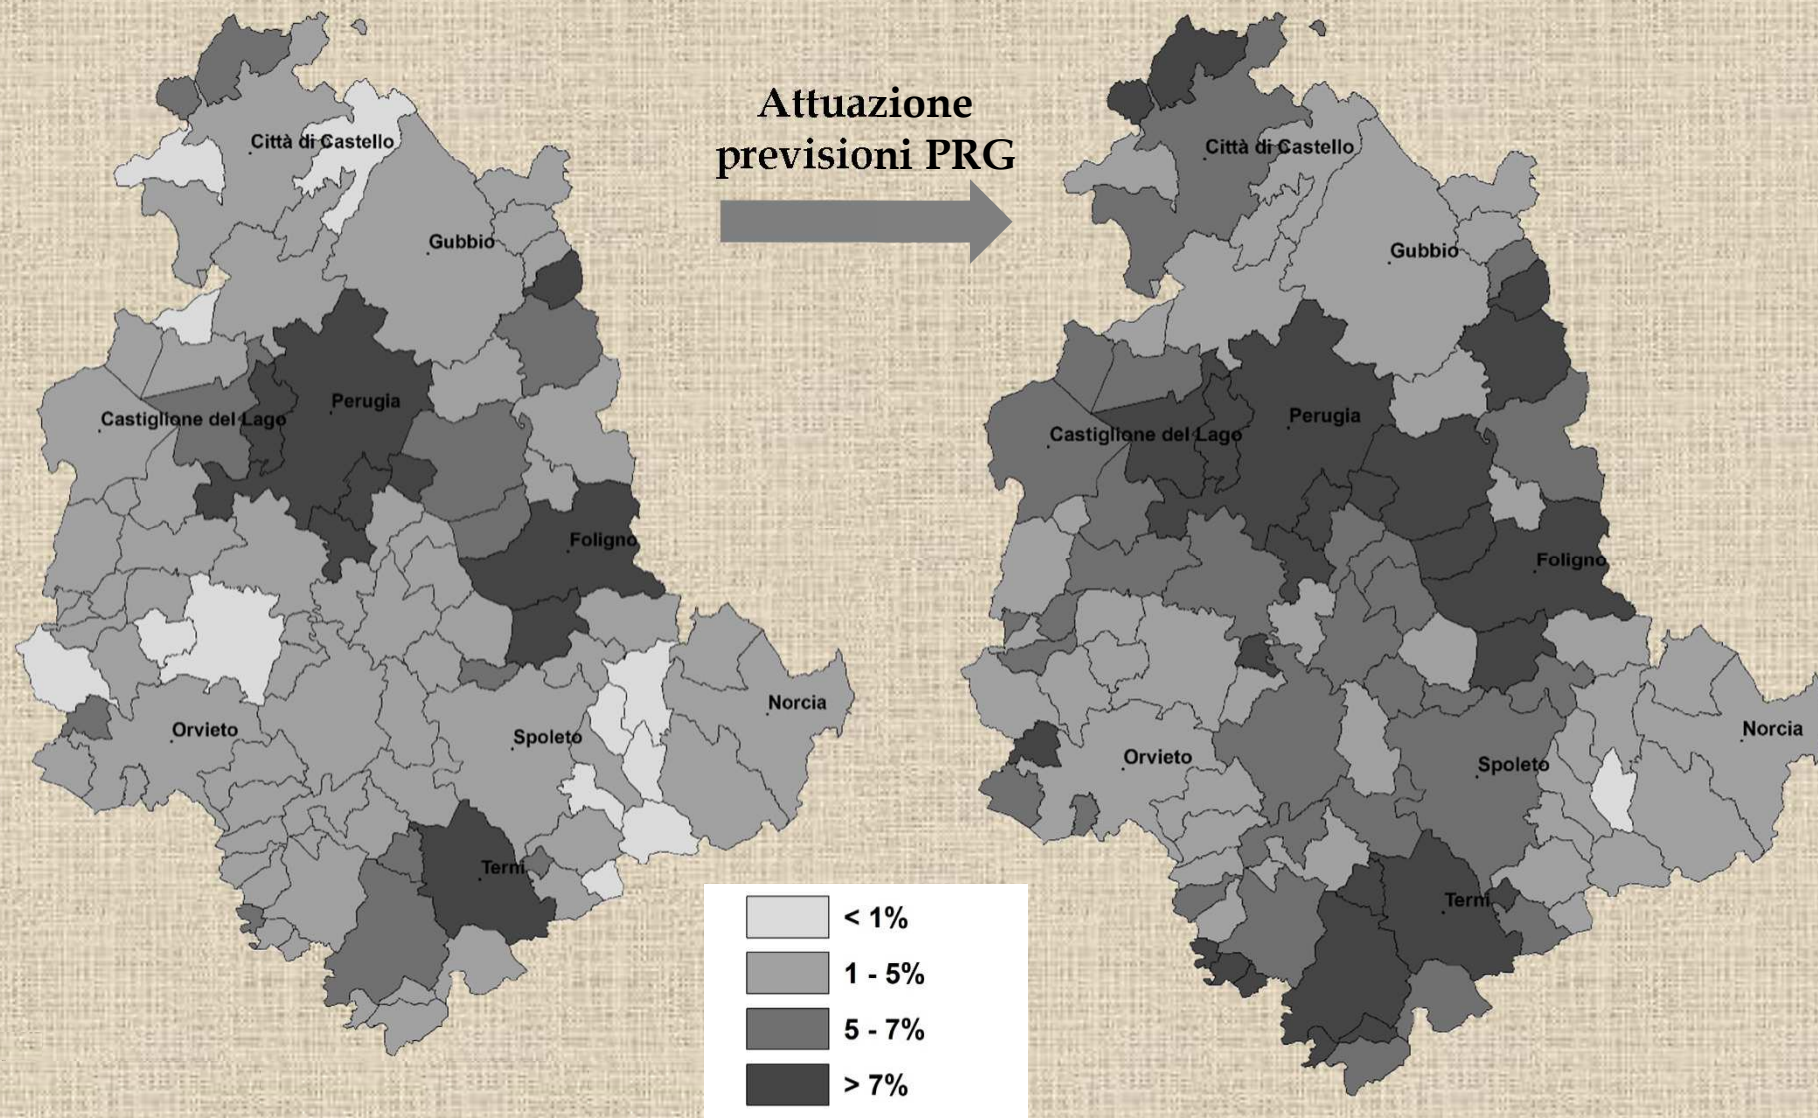 Attuazione
previsioni PRG
Città di Castello
Gubbio
Perugia
Castiglione del Lago
Foligno
Norcia
Orvieto
Spoleto
Terni
Città di Castello
Gubbio
Perugia
Castiglione del Lago
Foligno
Norcia
Orvieto
Spoleto
Terni
< 1%
1 - 5%
5 - 7%
> 7%